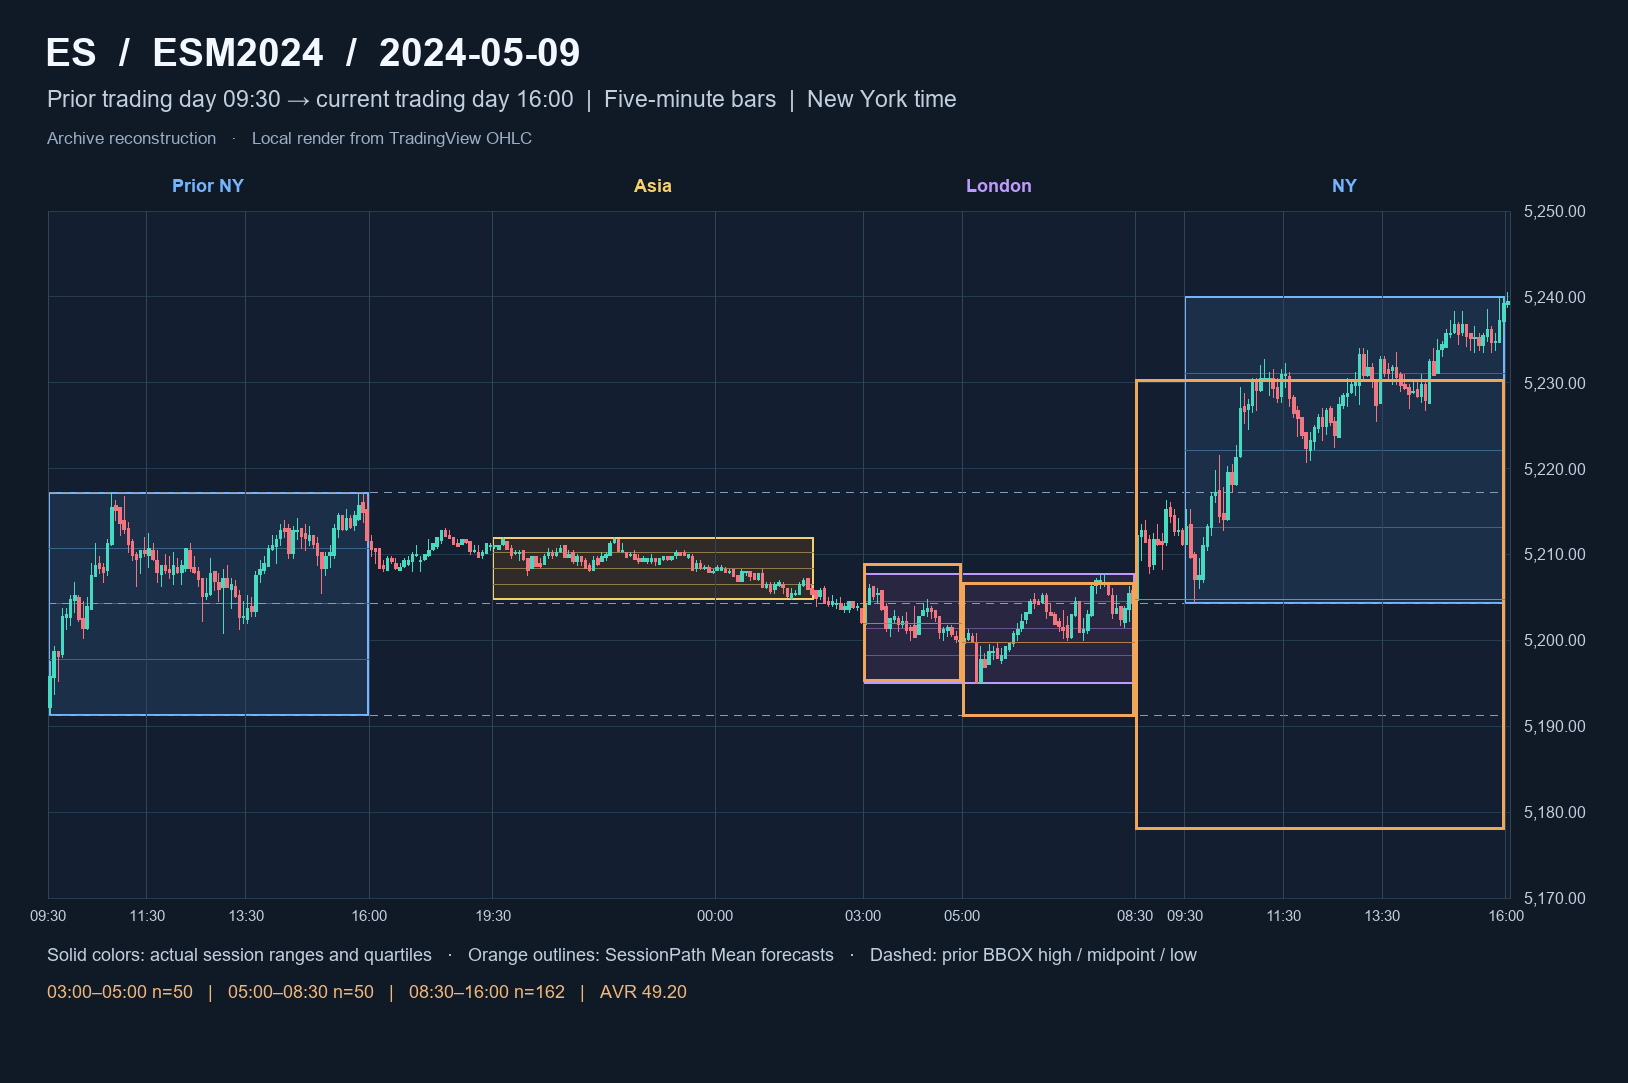 ES / ESM2024 / 2024-05-09
Prior trading day 09:30 → current trading day 16:00 | Five-minute bars | New York time
Archive reconstruction · Local render from TradingView OHLC
Prior NY Asia London NY
5,250.00
5,240.00
5,230.00
5,220.00
5,210.00
5,200.00
5,190.00
5,180.00
5,170.00
09:30 11:30 13:30 16:00 19:30 00:00 03:00 05:00 08:30 09:30 11:30 13:30 16:00
Solid colors: actual session ranges and quartiles · Orange outlines: SessionPath Mean forecasts · Dashed: prior BBOX high / midpoint / low
03:00–05:00 n=50 | 05:00–08:30 n=50 | 08:30–16:00 n=162 | AVR 49.20